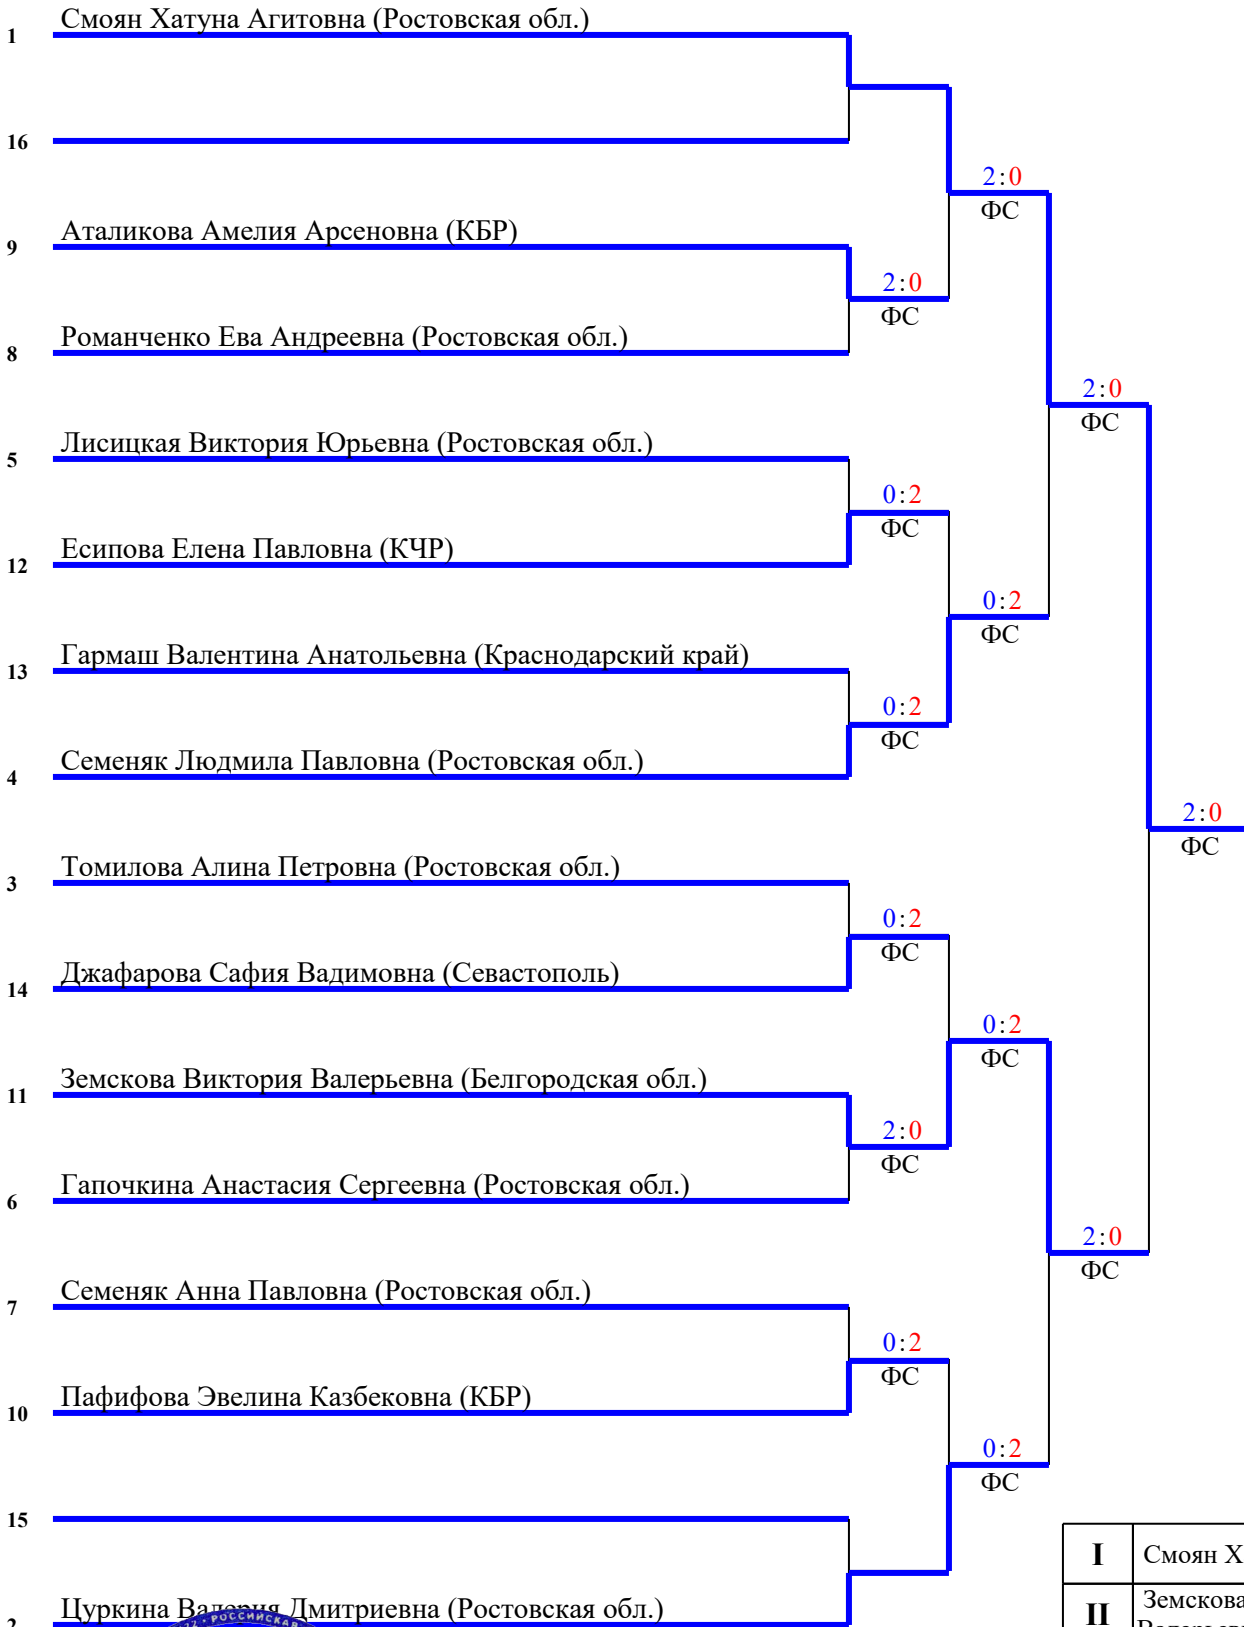 Смоян Хатуна Агитовна (Ростовская обл.)
1
16
2:0
ФС
Аталикова Амелия Арсеновна (КБР)
9
2:0
ФС
Романченко Ева Андреевна (Ростовская обл.)
8
2:0
ФС
Лисицкая Виктория Юрьевна (Ростовская обл.)
5
0:2
ФС
Есипова Елена Павловна (КЧР)
12
0:2
ФС
Гармаш Валентина Анатольевна (Краснодарский край)
13
0:2
ФС
Семеняк Людмила Павловна (Ростовская обл.)
4
2:0
ФС
Томилова Алина Петровна (Ростовская обл.)
3
0:2
ФС
Джафарова Сафия Вадимовна (Севастополь)
14
0:2
ФС
Земскова Виктория Валерьевна (Белгородская обл.)
11
2:0
ФС
Гапочкина Анастасия Сергеевна (Ростовская обл.)
6
2:0
ФС
Семеняк Анна Павловна (Ростовская обл.)
7
0:2
ФС
Пафифова Эвелина Казбековна (КБР)
10
0:2
ФС
15
I Смоян Х
Цуркина Валерия Дмитриевна (Ростовская обл.)
2
РОССИЙСКАЯ
II Земскова